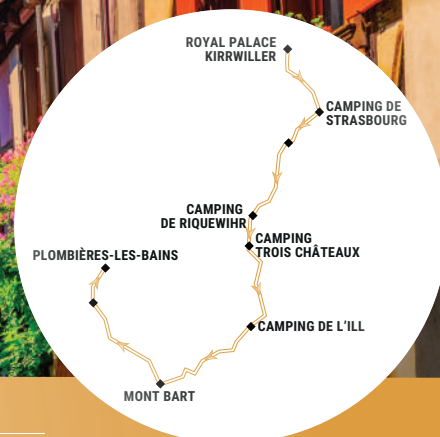 ROYAL PALACE
KIRRWILLER
CAMPING DE
STRASBOURG
CAMPING
DE RIQUEWIHR
CAMPING
TROIS CHÂTEAUX
PLOMBIÈRES-LES-BAINS
CAMPING DE L'ILL
MONT BART